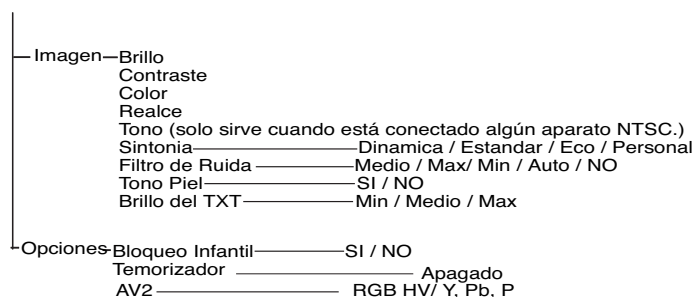 Imagen Brillo
Contraste
Color
Realce
Tono (solo sirve cuando está conectado algún aparato NTSC.)
Sintonia Dinamica / Estandar / Eco / Personal
Filtro de Ruida Medio / Max/ Min / Auto / NO
Tono Piel SI / NO
Brillo del TXT Min / Medio / Max
Opciones Bloqueo Infantil SI / NO
Temorizador Apagado
AV2 RGB HV/ Y, Pb, P